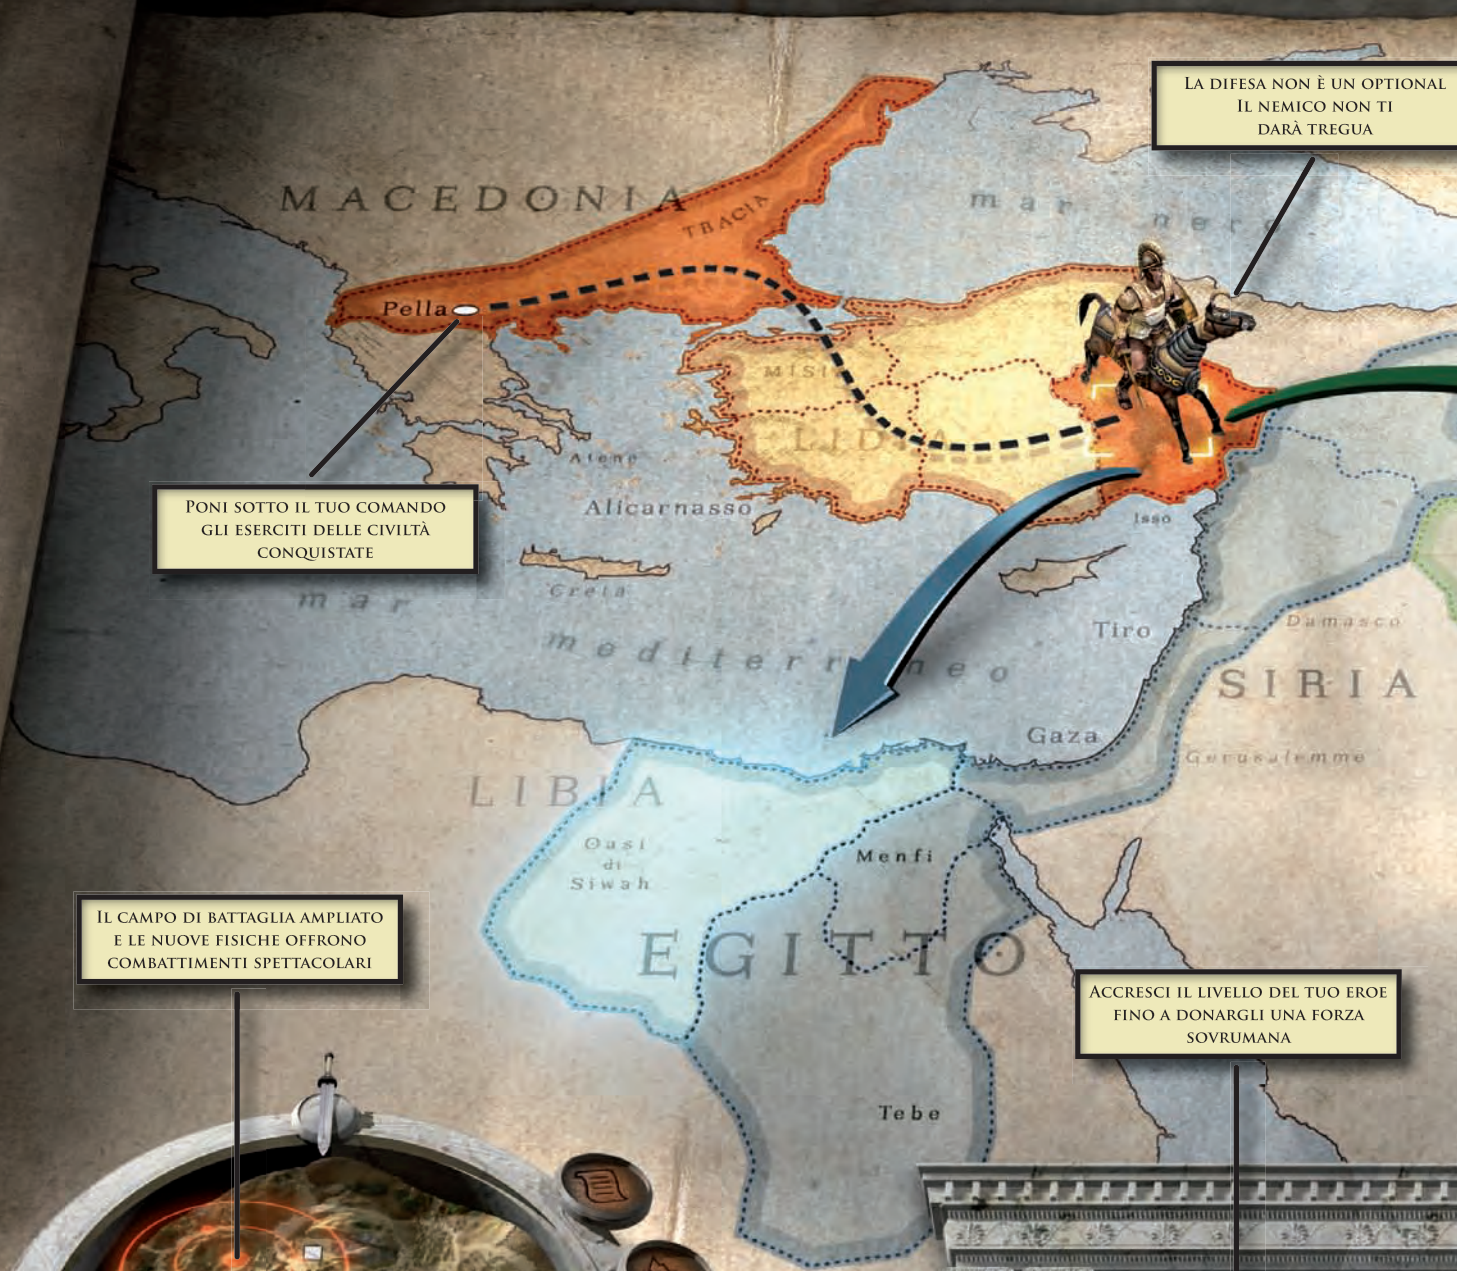 LA DIFESA NON È UN OPTIONAL
IL NEMICO NON TI
DARÀ TREGUA
MACEDONIA
TRACIA
mar nero
Pella
MISIA
LIDIA
Atene
Alicarnasso
Isso
PONI SOTTO IL TUO COMANDO
GLI ESERCITI DELLE CIVILTÀ
CONQUISTATE
Creta
mar
mediterraneo
Tiro
Damasco
SIRIA
Gaza
Gerusalemme
LIBIA
Oasi
di
Siwah
Menfi
EGITTO
IL CAMPO DI BATTAGLIA AMPLIATO
E LE NUOVE FISICHE OFFRONO
COMBATTIMENTI SPETTACOLARI
ACCRESCI IL LIVELLO DEL TUO EROE
FINO A DONARGLI UNA FORZA
SOVRUMANA
Tebe